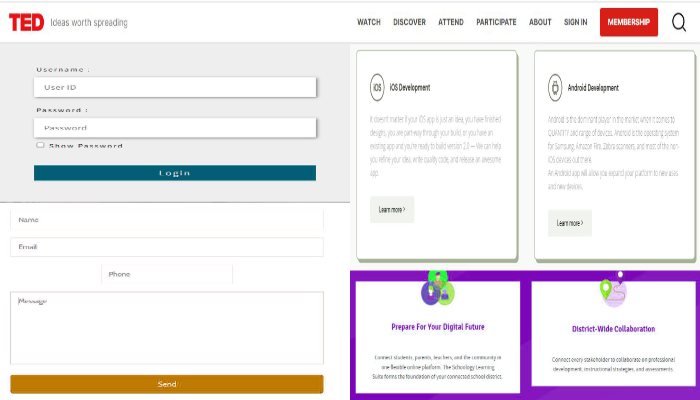 TED Ideas worth spreading
WATCH DISCOVER ATTEND PARTICIPATE ABOUT SIGN IN MEMBERSHIP
Username :
User ID
Password :
Password
Show Password
Login
Name
Email
Phone
Message
Send
iOS
iOS Development
It doesn't matter if your iOS app is just an idea, you have finished
designs, you are part-way through your build, or you have an
existing app and you're ready to build version 2.0 — We can help
you refine your idea, write quality code, and release an awesome
app.
Learn more >
Android Development
Android is the dominant player in the market when it comes to
QUANTITY and range of devices. Android is the operating system
for Samsung, Amazon Fire, Zebra scanners, and most of the non-
iOS devices out there.
An Android app will allow you expand your platform to new uses
and new devices.
Learn more >
Prepare For Your Digital Future
Connect students, parents, teachers, and the community in
one flexible online platform. The Schoology Learning
Suite forms the foundation of your connected school district.
District-Wide Collaboration
Connect every stakeholder to collaborate on professional
development, instructional strategies, and assessments.